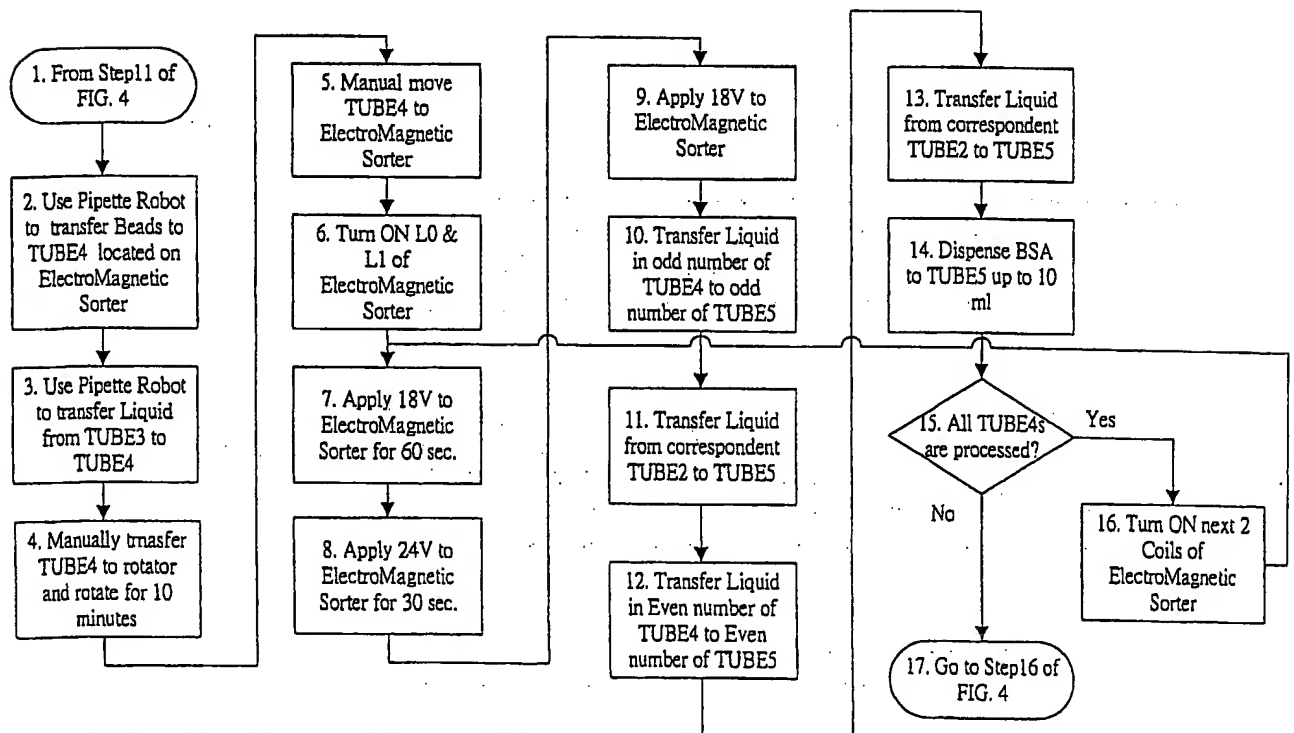 1. From Step11 of
FIG. 4
2. Use Pipette Robot
to transfer Beads to
TUBE4 located on
ElectroMagnetic
Sorter
3. Use Pipette Robot
to transfer Liquid
from TUBE3 to
TUBE4
4. Manually trnasfer
TUBE4 to rotator
and rotate for 10
minutes
5. Manual move
TUBE4 to
ElectroMagnetic
Sorter
6. Turn ON L0 &
L1 of
ElectroMagnetic
Sorter
7. Apply 18V to
ElectroMagnetic
Sorter for 60 sec.
8. Apply 24V to
ElectroMagnetic
Sorter for 30 sec.
9. Apply 18V to
ElectroMagnetic
Sorter
10. Transfer Liquid
in odd number of
TUBE4 to odd
number of TUBE5
11. Transfer Liquid
from correspondent
TUBE2 to TUBE5
12. Transfer Liquid
in Even number of
TUBE4 to Even
number of TUBE5
13. Transfer Liquid
from correspondent
TUBE2 to TUBE5
14. Dispense BSA
to TUBE5 up to 10
ml
15. All TUBE4s
are processed?
Yes
No
16. Turn ON next 2
Coils of
ElectroMagnetic
Sorter
17. Go to Step16 of
FIG. 4